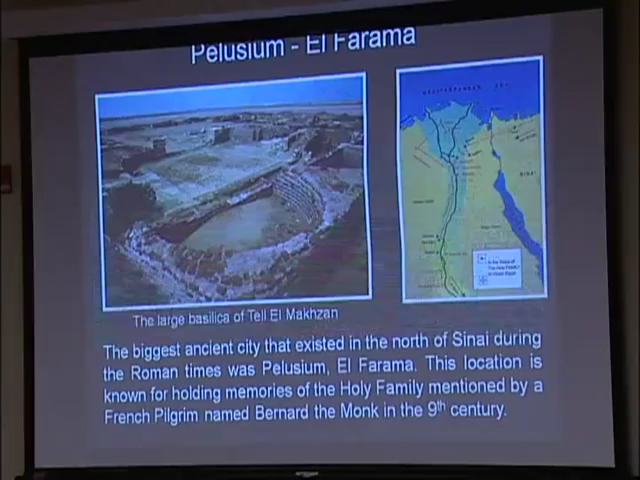 Pelusium - El Farama
The large basilica of Tell El Makhzan
The biggest ancient city that existed in the north of Sinai during
the Roman times was Pelusium, El Farama. This location is
known for holding memories of the Holy Family mentioned by a
French Pilgrim named Bernard the Monk in the 9th century.